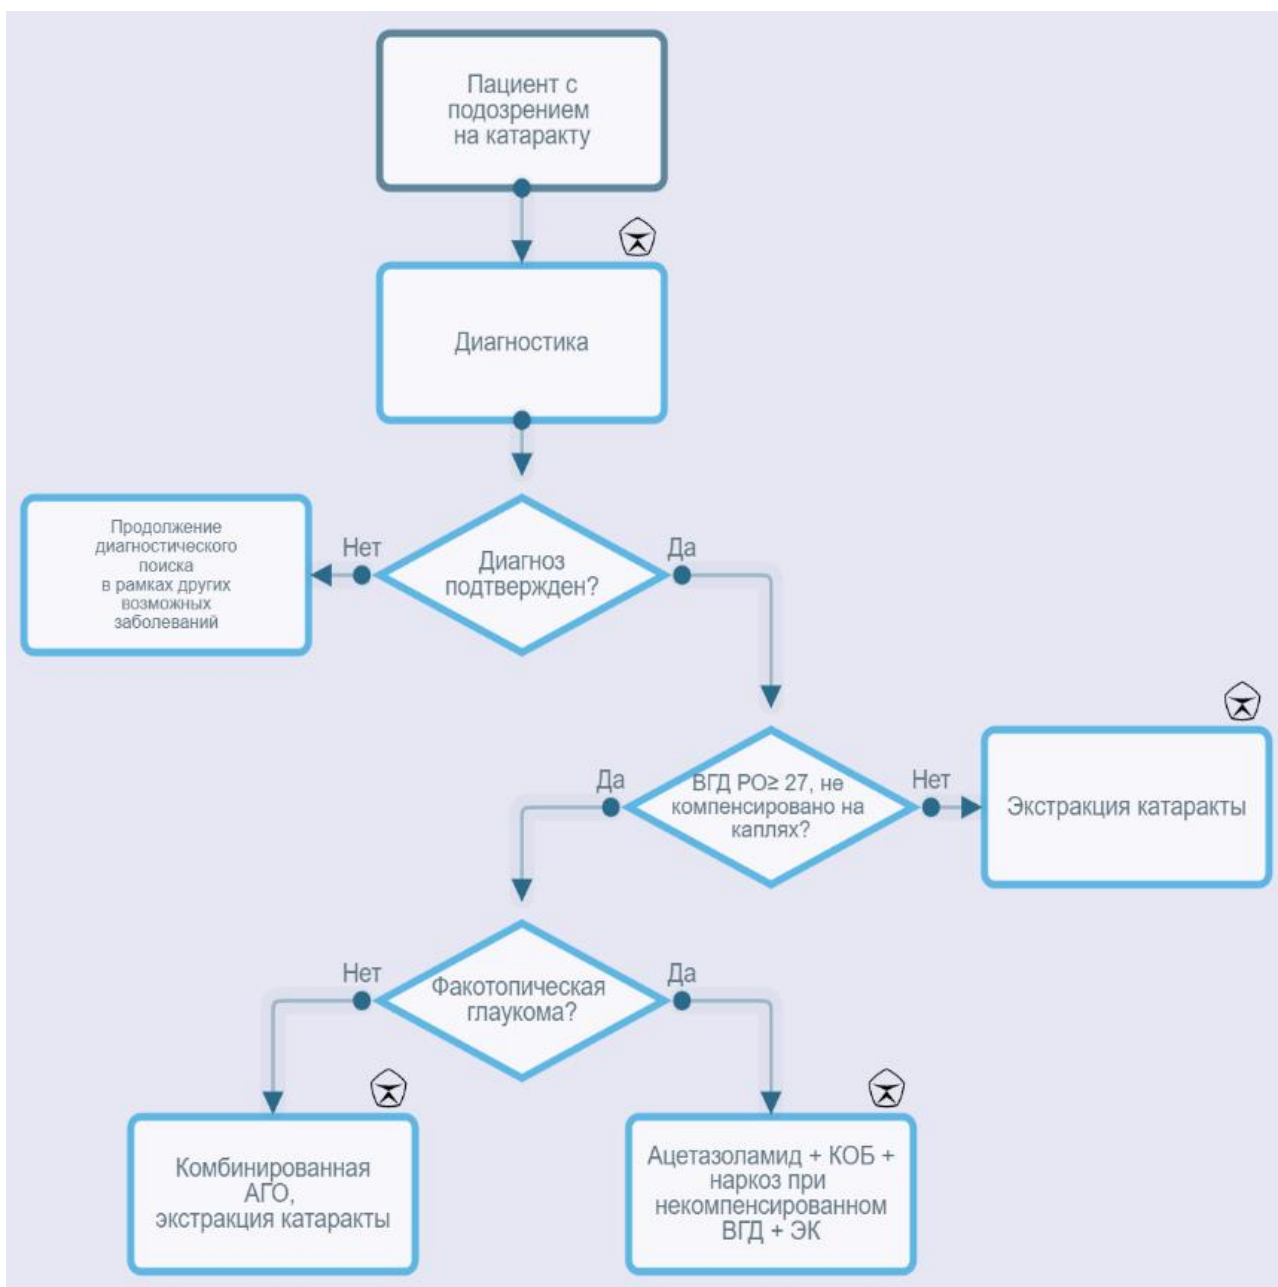 Пациент с
подозрением
на катаракту
Диагностика
Продолжение
диагностического
поиска
в рамках других
возможных
заболеваний
Нет
Диагноз
подтвержден?
Да
Да
ВГД РО≥ 27, не
компенсировано на
каплях?
Нет
Экстракция катаракты
Нет
Факотопическая
глаукома?
Да
Комбинированная
АГО,
экстракция катаракты
Ацетазоламид + КОБ +
наркоз при
некомпенсированном
ВГД + ЭК